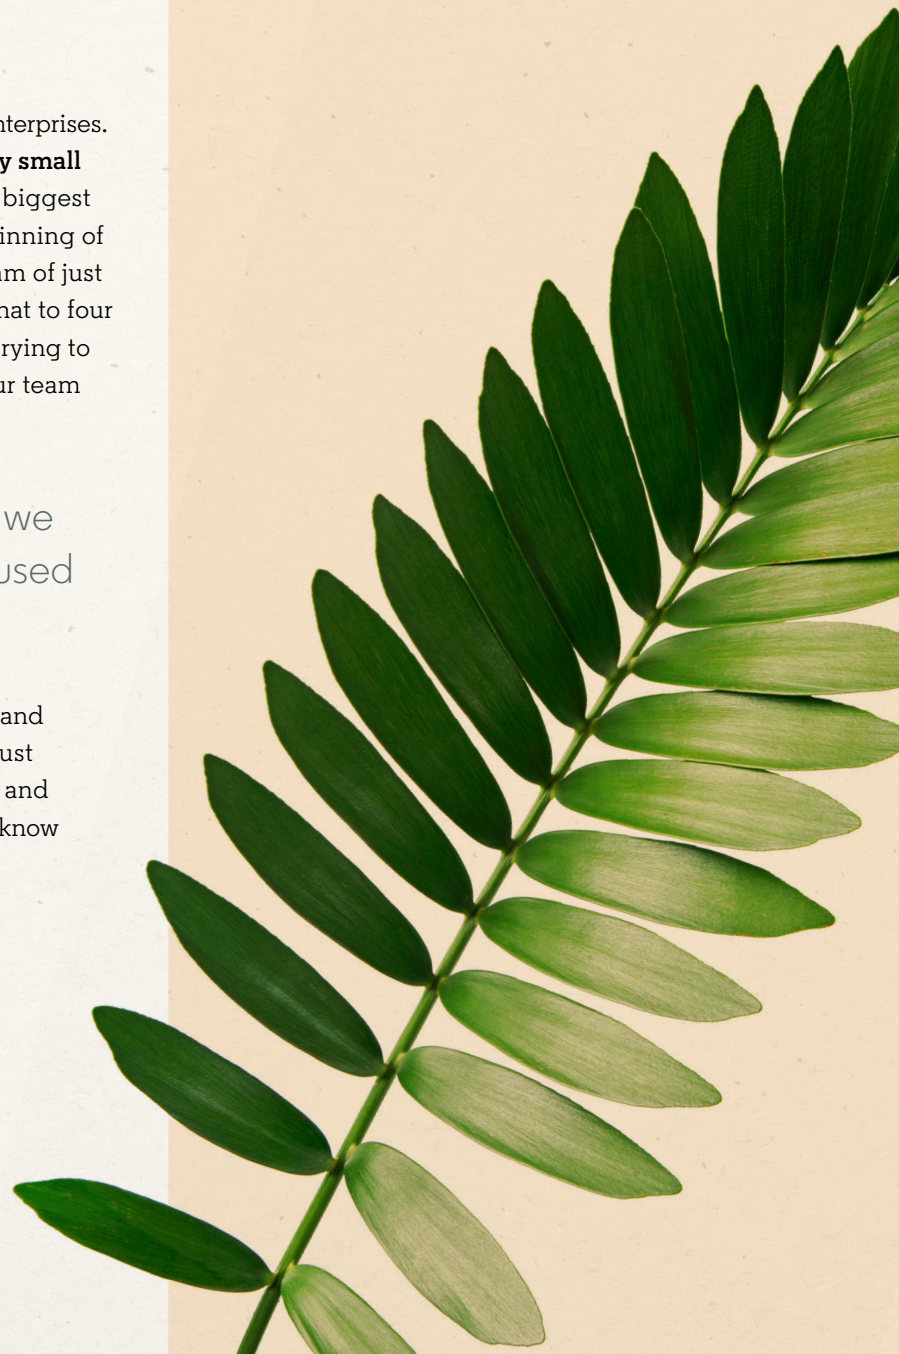 nterprises.
y small
biggest
inning of
m of just
hat to four
rying to
ur team
we
used
and
ust
and
know